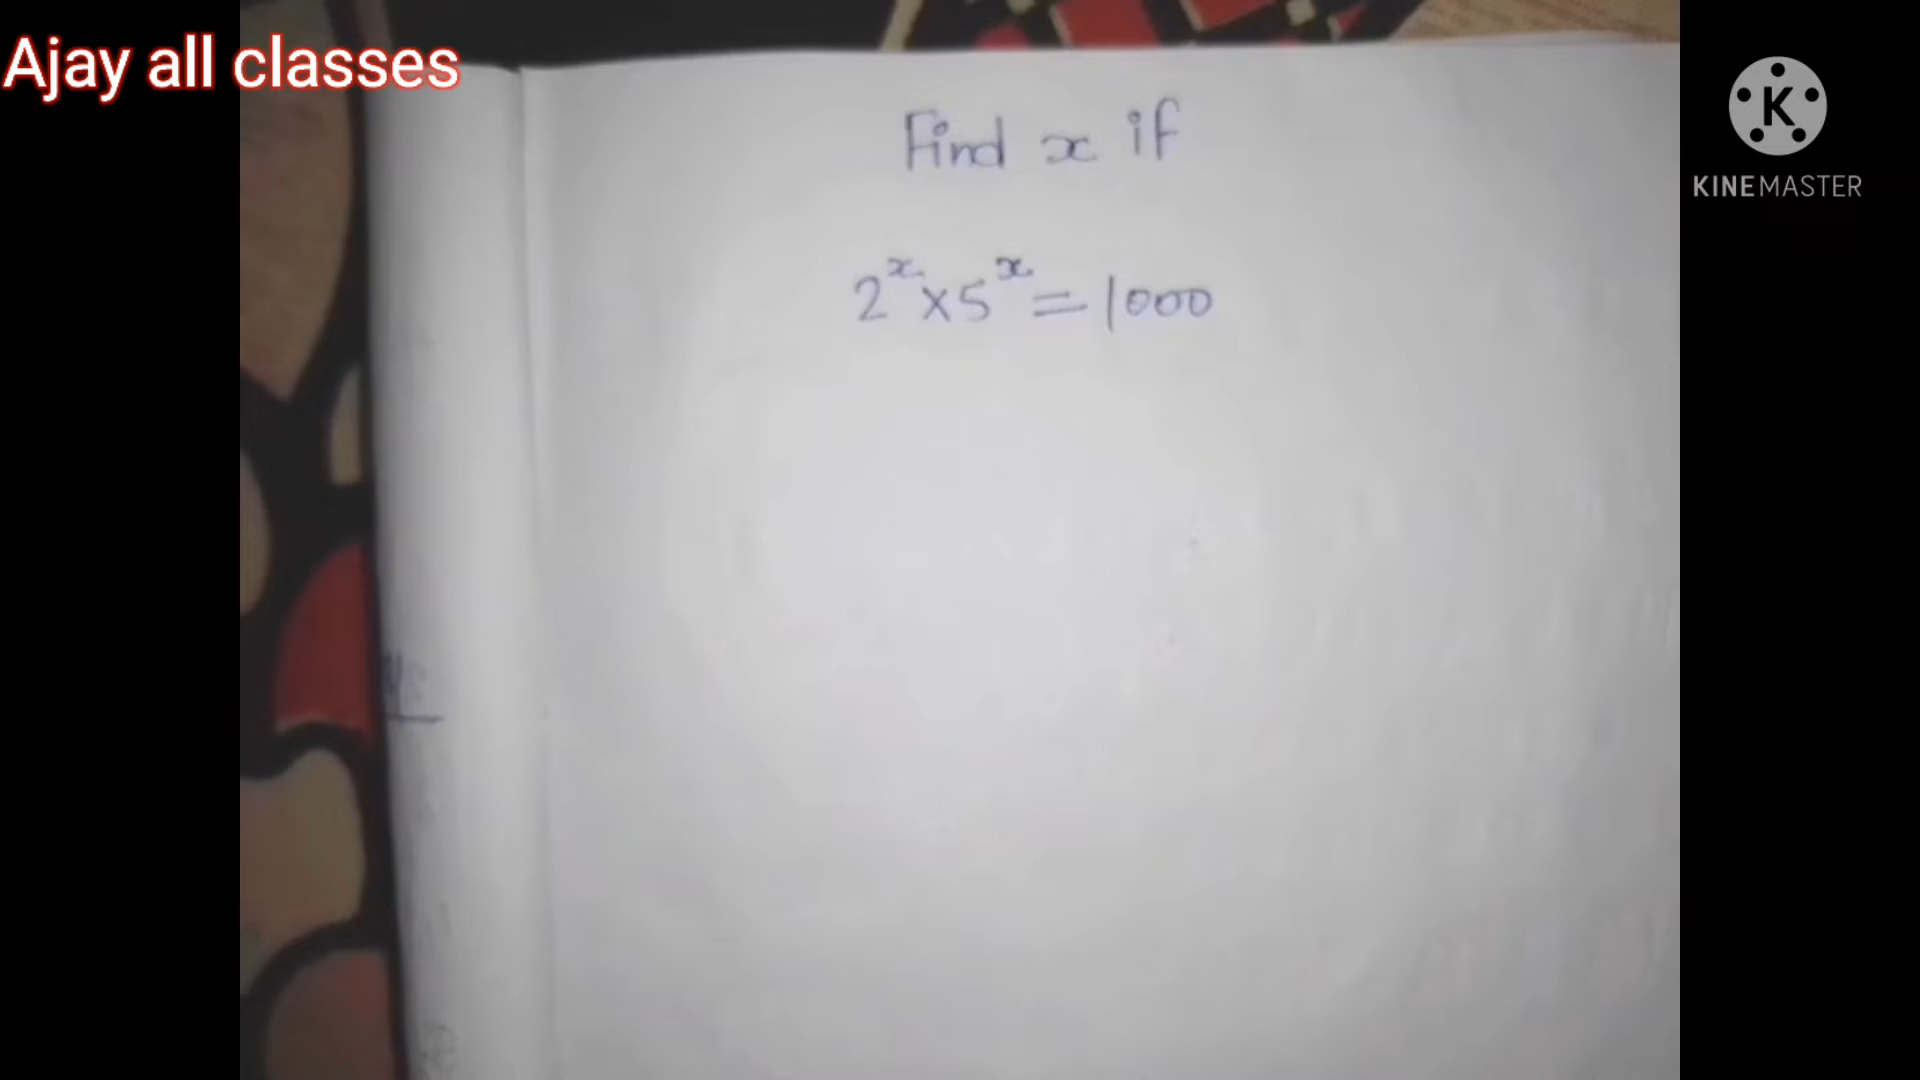 Ajay all classes
KINEMASTER
Find x if
2^x × 5^x = 1000